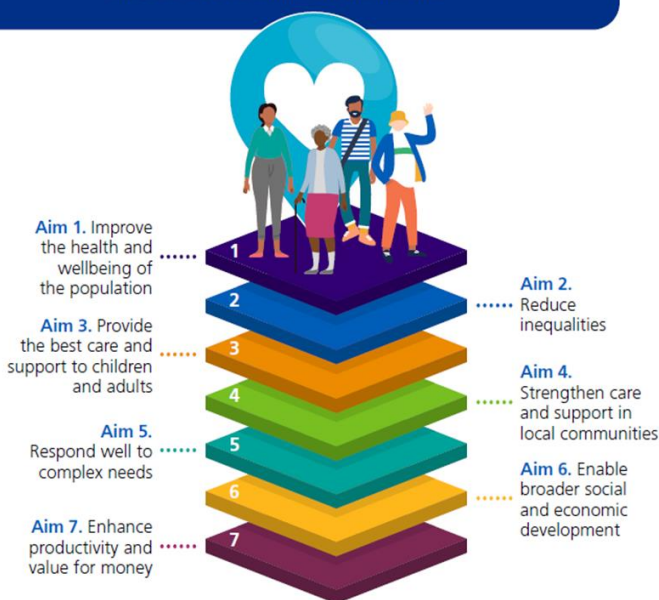 Aim 1. Improve
the health and
wellbeing of
the population
1
Aim 2.
Reduce
inequalities
2
Aim 3. Provide
the best care and
support to children
and adults
3
Aim 4.
Strengthen care
and support in
local communities
4
Aim 5.
Respond well to
complex needs
5
Aim 6. Enable
broader social
and economic
development
6
Aim 7. Enhance
productivity and
value for money
7